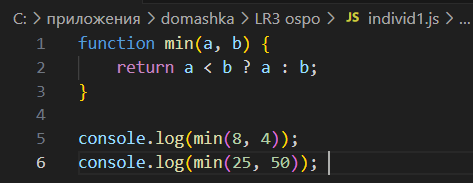 C: > приложения > domashka > LR3 ospo > JS individ1.js > ...
1 function min(a, b) {
2 return a < b ? a : b;
3 }
4
5 console.log(min(8, 4));
6 console.log(min(25, 50));